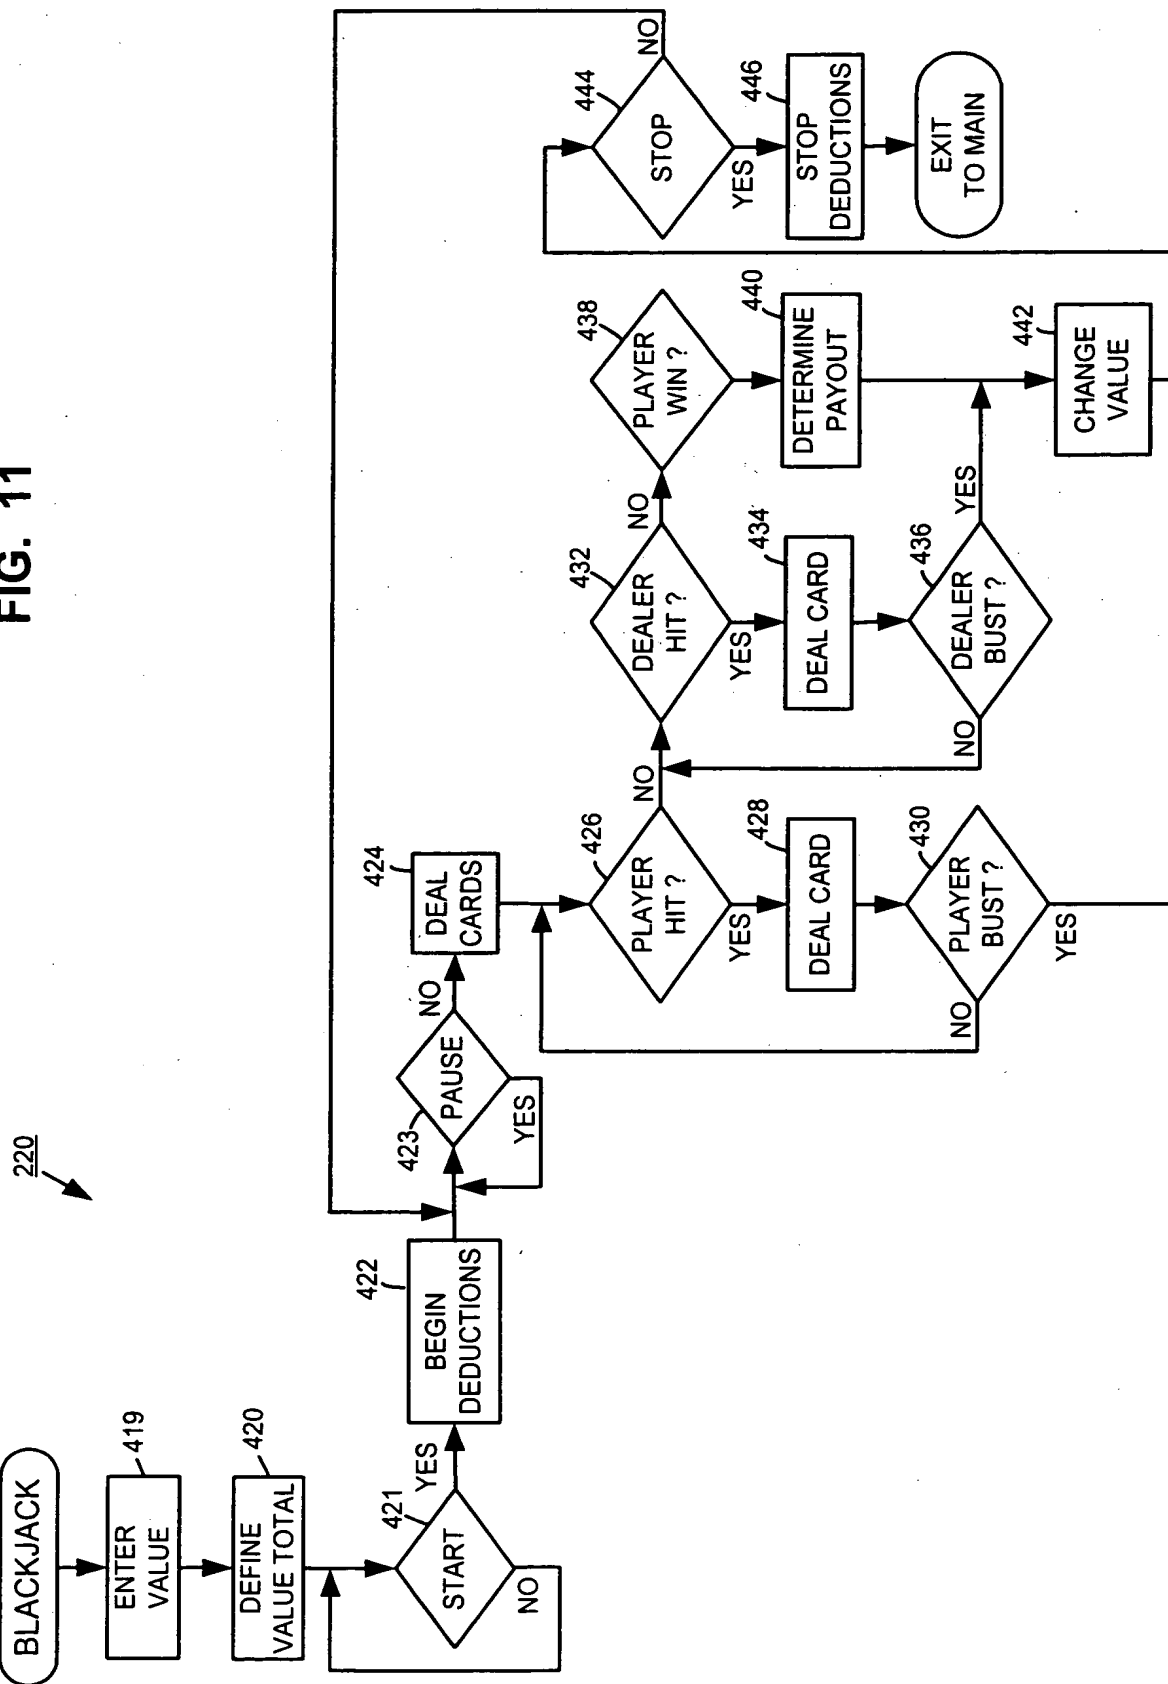 FIG. 11
220
BLACKJACK
419
ENTER
VALUE
420
DEFINE
VALUE TOTAL
421
START
NO
YES
422
BEGIN
DEDUCTIONS
423
PAUSE
YES
NO
424
DEAL
CARDS
426
PLAYER
HIT ?
NO
YES
428
DEAL CARD
430
PLAYER
BUST ?
NO
YES
432
DEALER
HIT ?
NO
YES
434
DEAL CARD
436
DEALER
BUST ?
NO
YES
438
PLAYER
WIN ?
440
DETERMINE
PAYOUT
442
CHANGE
VALUE
444
STOP
NO
YES
446
STOP
DEDUCTIONS
EXIT
TO MAIN